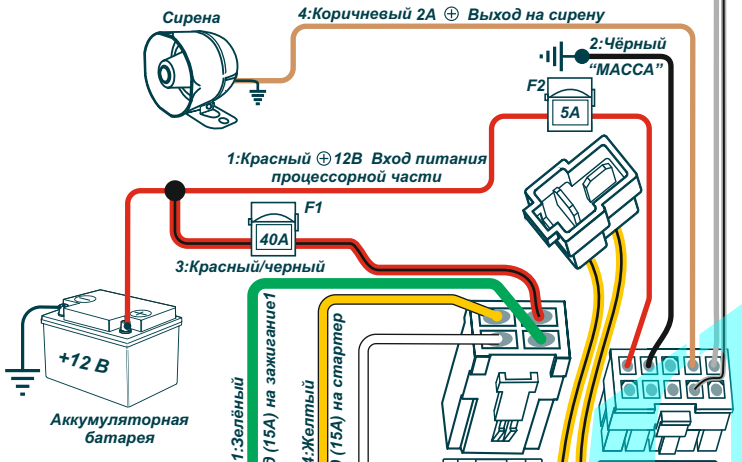 Сирена
4:Коричневый 2А ⊕ Выход на сирену
2:Чёрный
“МАССА”
F2
5А
1:Красный ⊕12В Вход питания
процессорной части
F1
40А
3:Красный/черный
+12 В
Аккумуляторная
батарея
1:Зелёный
(15А) на зажигание1
4:Желтый
(15А) на стартер